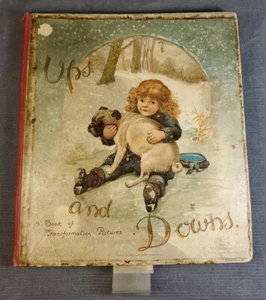 Ups
and
Downs.
A Book of
Transformation Pictures